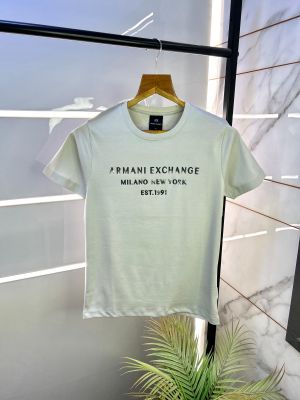 ARMANI EXCHANGE
MILANO NEW YORK
EST.1991